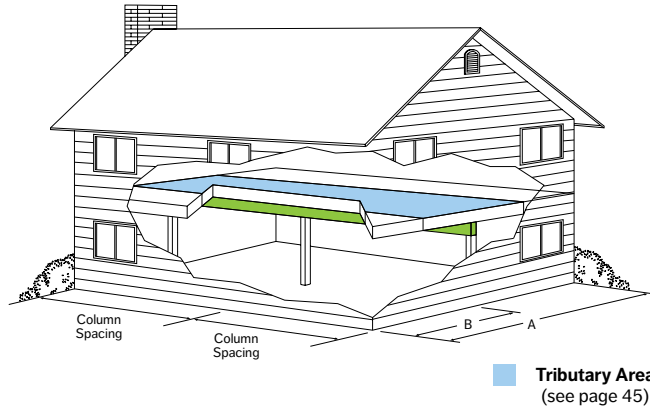 Column
Spacing
Column
Spacing
B
A
Tributary Area
(see page 45)